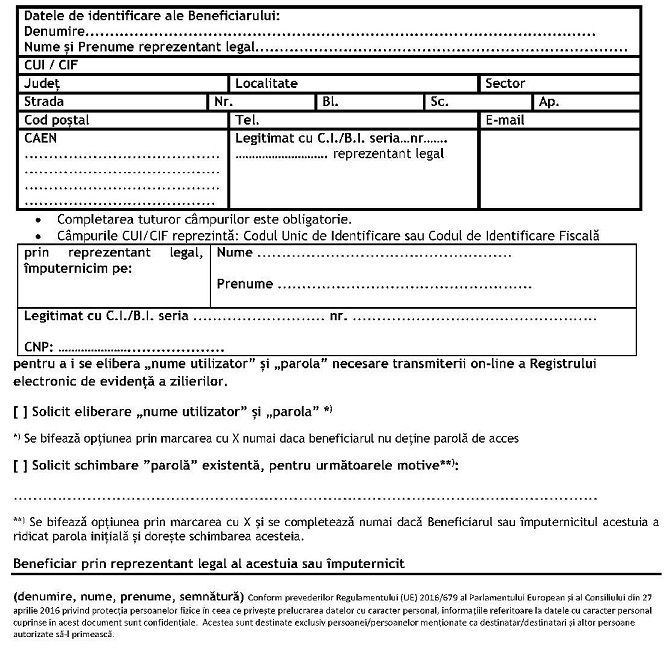 Datele de identificare ale Beneficiarului:
Denumire..........................................................................................
Nume și Prenume reprezentant legal..................................................................
CUI / CIF
Județ Localitate Sector
Strada Nr. Bl. Sc. Ap.
Cod poștal Tel. E-mail
CAEN Legitimat cu C.I./B.I. seria...nr.......
....................................... ............................. reprezentant legal
.......................................
.......................................
.......................................
• Completarea tuturor câmpurilor este obligatorie.
• Câmpurile CUI/CIF reprezintă: Codul Unic de Identificare sau Codul de Identificare Fiscală
prin reprezentant legal, Nume ...................................................
împuternicim pe:
Prenume ...................................................
Legitimat cu C.I./B.I. seria .......................... nr. .................................................
CNP: .......................................
pentru a i se elibera „nume utilizator” și „parola” necesare transmiterii on-line a Registrului
electronic de evidență a zilierilor.
[ ] Solicit eliberare „nume utilizator” și „parola” *)
*) Se bifează opțiunea prin marcarea cu X numai daca beneficiarul nu deține parolă de acces
[ ] Solicit schimbare ”parolă” existentă, pentru următoarele motive**):
.....................................................................................................................
**) Se bifează opțiunea prin marcarea cu X și se completează numai dacă Beneficiarul sau împuternicitul acestuia a
ridicat parola inițială și dorește schimbarea acesteia.
Beneficiar prin reprezentant legal al acestuia sau împuternicit
(denumire, nume, prenume, semnătură) Conform prevederilor Regulamentului (UE) 2016/679 al Parlamentului European și al Consiliului din 27
aprilie 2016 privind protecția persoanelor fizice în ceea ce privește prelucrarea datelor cu caracter personal, informațiile referitoare la datele cu caracter personal
cuprinse in acest document sunt confidențiale. Acestea sunt destinate exclusiv persoanei/persoanelor menționate ca destinatar/destinatari și altor persoane
autorizate să-l primească.